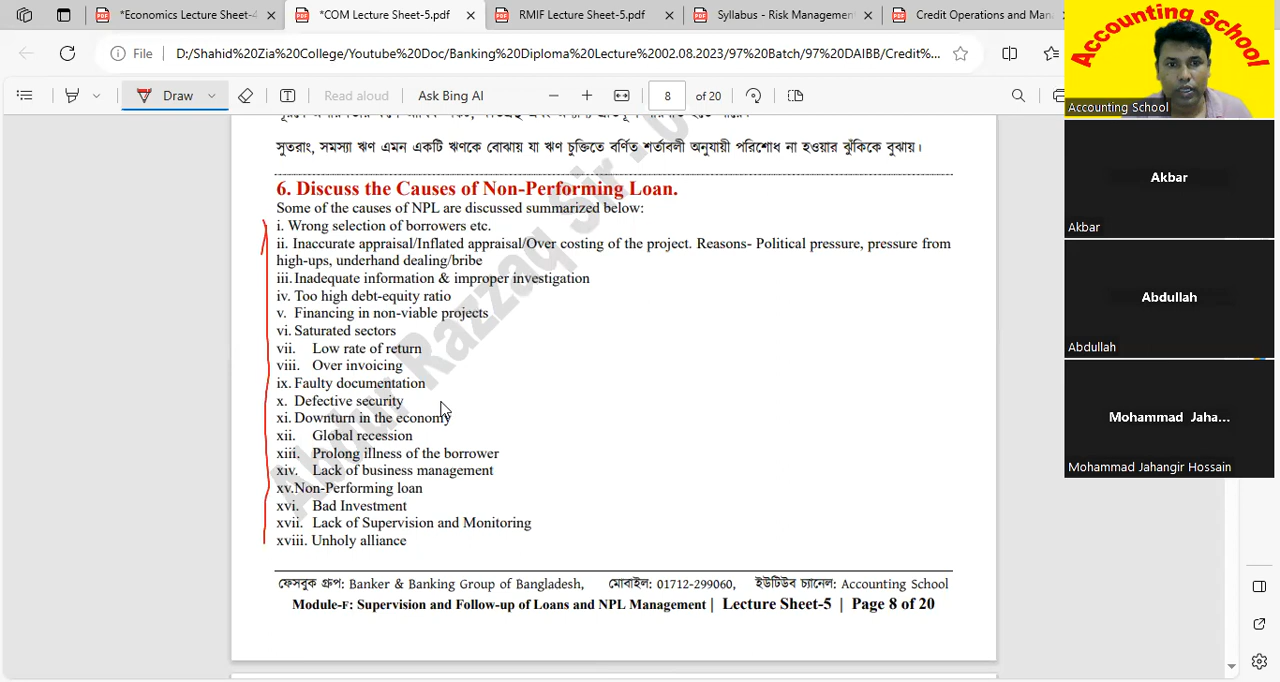 *Economics Lecture Sheet-4
*COM Lecture Sheet-5.pdf
RMIF Lecture Sheet-5.pdf
Syllabus - Risk Management
Credit Operations and Man
File
D:/Shahid%20Zia%20College/Youtube%20Doc/Banking%20Diploma%20Lecture%2002.08.2023/97%20Batch/97%20DAIBB/Credit%...
Draw
Read aloud
Ask Bing AI
8
of 20
সুতরাং, সমস্যা ঋণ এমন একটি ঋণকে বোঝায় যা ঋণ চুক্তিতে বর্ণিত শর্তাবলী অনুযায়ী পরিশোধ না হওয়ার ঝুঁকিকে বুঝায়।
6. Discuss the Causes of Non-Performing Loan.
Some of the causes of NPL are discussed summarized below:
i. Wrong selection of borrowers etc.
ii. Inaccurate appraisal/Inflated appraisal/Over costing of the project. Reasons- Political pressure, pressure from
high-ups, underhand dealing/bribe
iii. Inadequate information & improper investigation
iv. Too high debt-equity ratio
v. Financing in non-viable projects
vi. Saturated sectors
vii. Low rate of return
viii. Over invoicing
ix. Faulty documentation
x. Defective security
xi. Downturn in the economy
xii. Global recession
xiii. Prolong illness of the borrower
xiv. Lack of business management
xv.Non-Performing loan
xvi. Bad Investment
xvii. Lack of Supervision and Monitoring
xviii. Unholy alliance
Abdur Razzaq Sir - 0
ফেসবুক গ্রুপ: Banker & Banking Group of Bangladesh, মোবাইল: 01712-299060, ইউটিউব চ্যানেল: Accounting School
Module-F: Supervision and Follow-up of Loans and NPL Management | Lecture Sheet-5 | Page 8 of 20
Accounting School
Accounting School
Akbar
Akbar
Abdullah
Abdullah
Mohammad Jaha...
Mohammad Jahangir Hossain